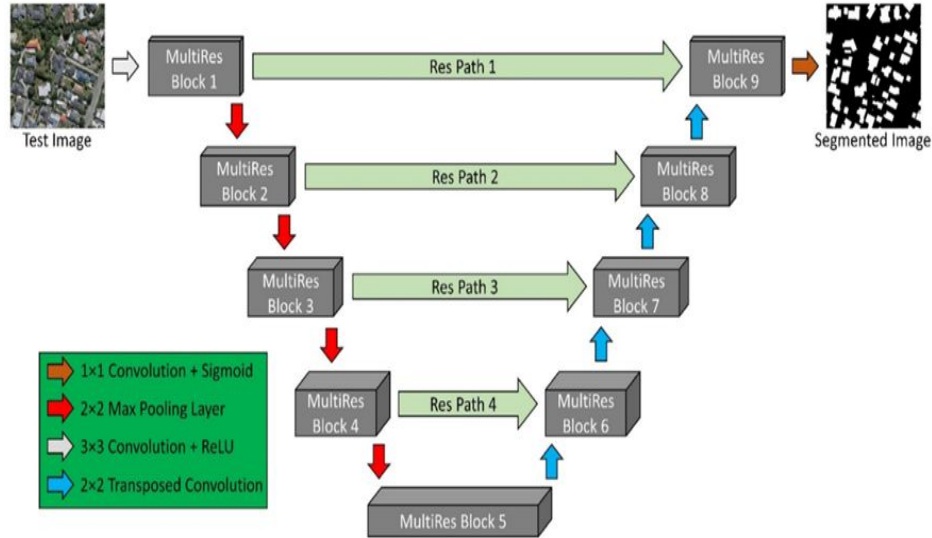 MultiRes
Block 1
Res Path 1
MultiRes
Block 9
Test Image
Segmented Image
MultiRes
Block 2
Res Path 2
MultiRes
Block 8
MultiRes
Block 3
Res Path 3
MultiRes
Block 7
1×1 Convolution + Sigmoid
2×2 Max Pooling Layer
3×3 Convolution + ReLU
2×2 Transposed Convolution
MultiRes
Block 4
Res Path 4
MultiRes
Block 6
MultiRes Block 5